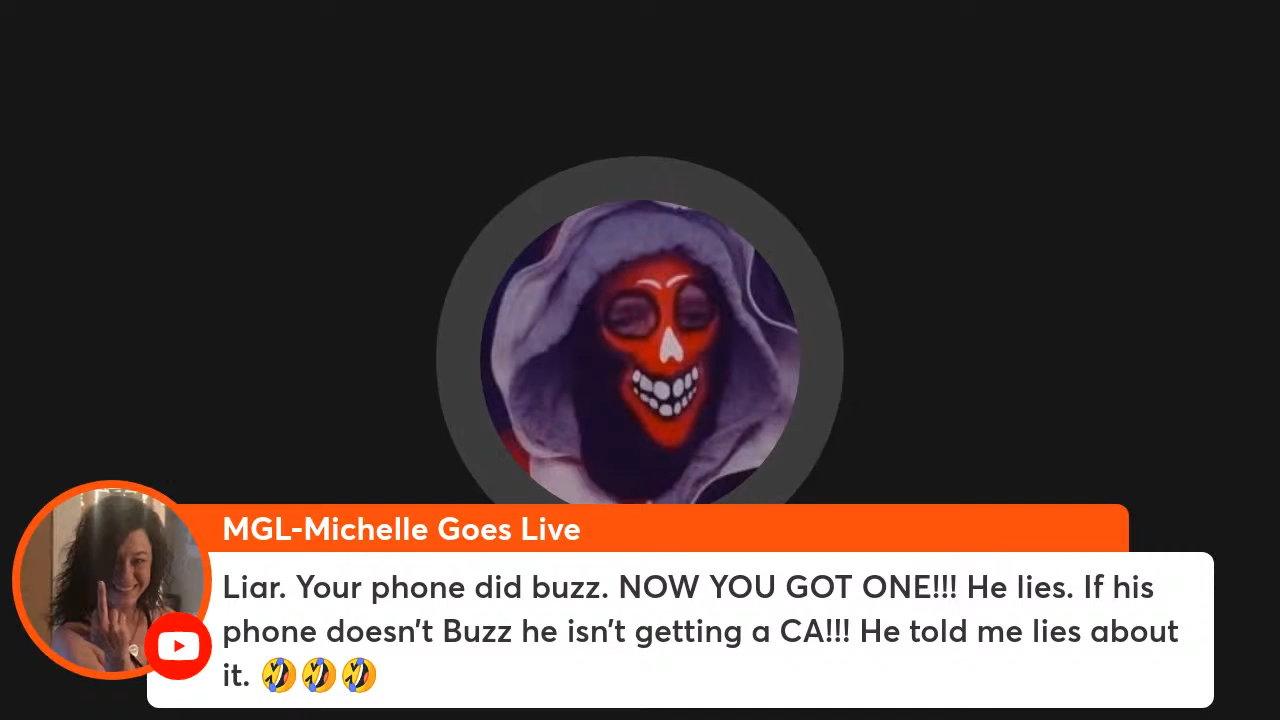 MGL-Michelle Goes Live
Liar. Your phone did buzz. NOW YOU GOT ONE!!! He lies. If his
phone doesn’t Buzz he isn’t getting a CA!!! He told me lies about
it. 🤣🤣🤣